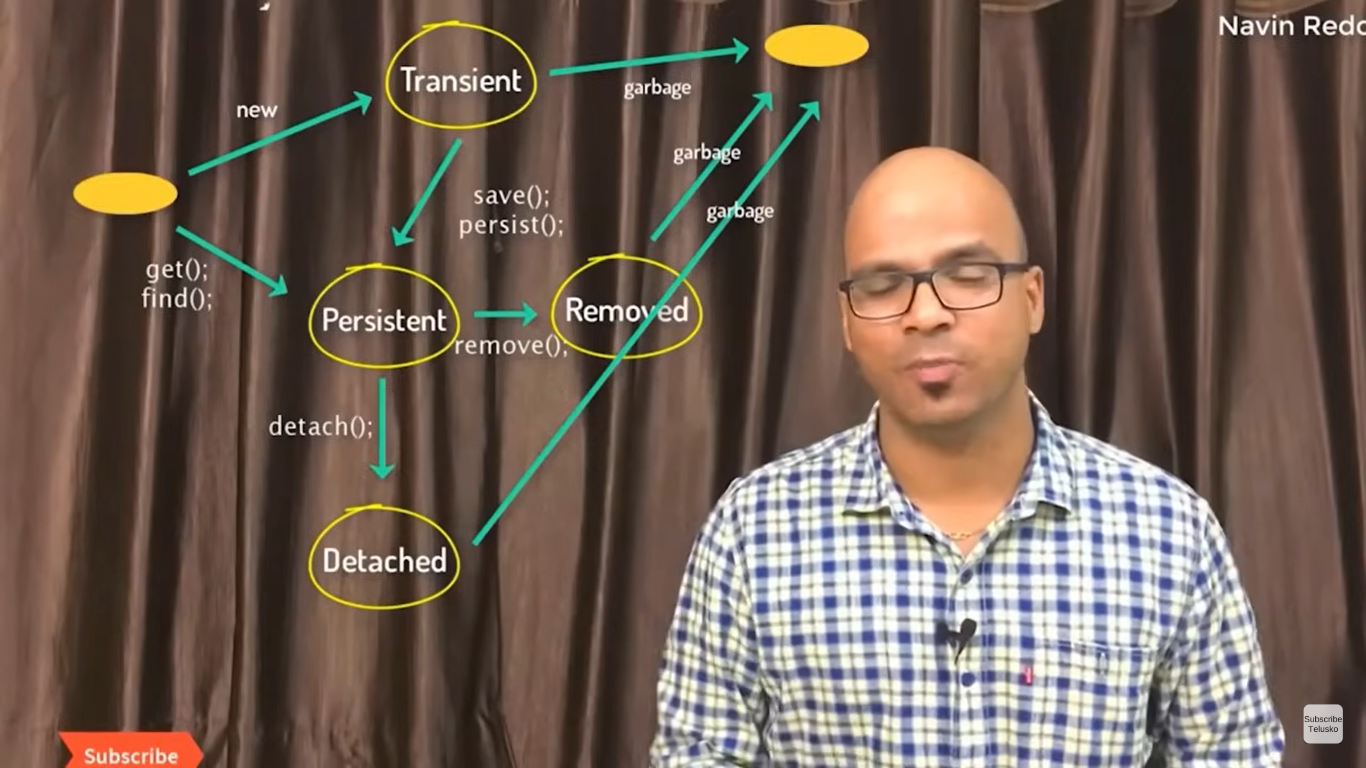 Navin Redd
Transient
new
garbage
garbage
save();
persist();
garbage
get();
find();
Persistent
Removed
remove();
detach();
Detached
Subscribe
Subscribe
Telusko